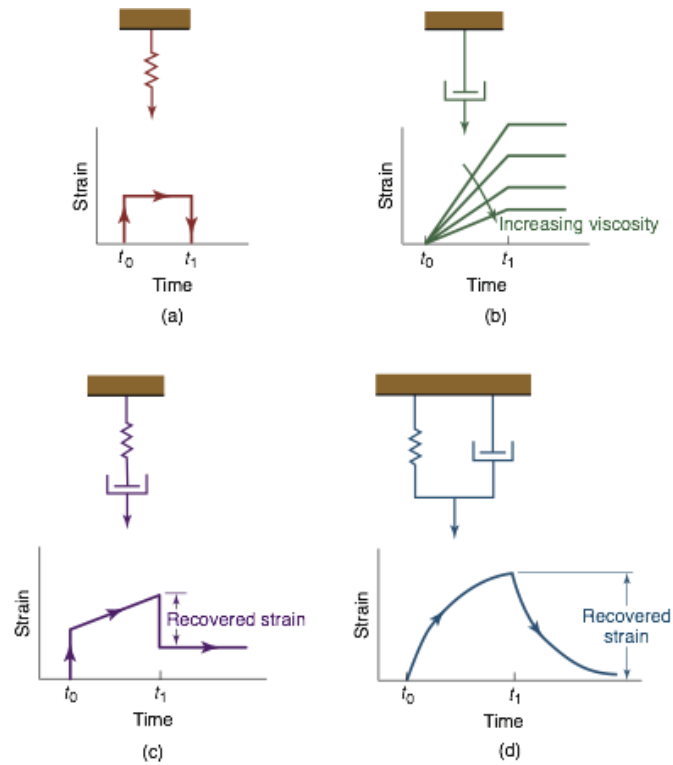 Strain
t0
t1
Time
(a)
Strain
Increasing viscosity
t0
t1
Time
(b)
Strain
Recovered strain
t0
t1
Time
(c)
Strain
Recovered
strain
t0
t1
Time
(d)